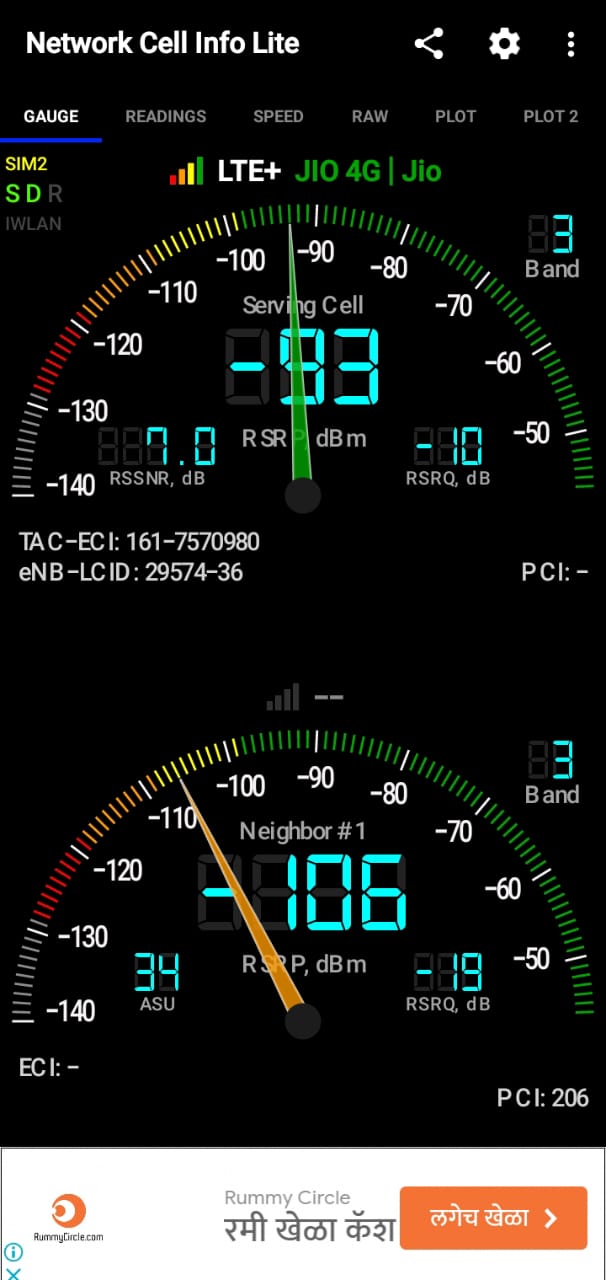 Network Cell Info Lite
GAUGE READINGS SPEED RAW PLOT PLOT 2
SIM2
LTE+ JIO 4G | Jio
S D R
IWLAN
3
Band
-140 -130 -120 -110 -100 -90 -80 -70 -60 -50
Serving Cell
-93
RSRP, dBm
7.0
RSSNR, dB
-10
RSRQ, dB
TAC-ECI: 161-7570980
eNB-LCID: 29574-36
PCI: -
--
3
Band
-140 -130 -120 -110 -100 -90 -80 -70 -60 -50
Neighbor #1
-106
RSRP, dBm
34
ASU
-19
RSRQ, dB
ECI: -
PCI: 206
Rummy Circle
रमी खेळा कॅश
लगेच खेळा
RummyCircle.com